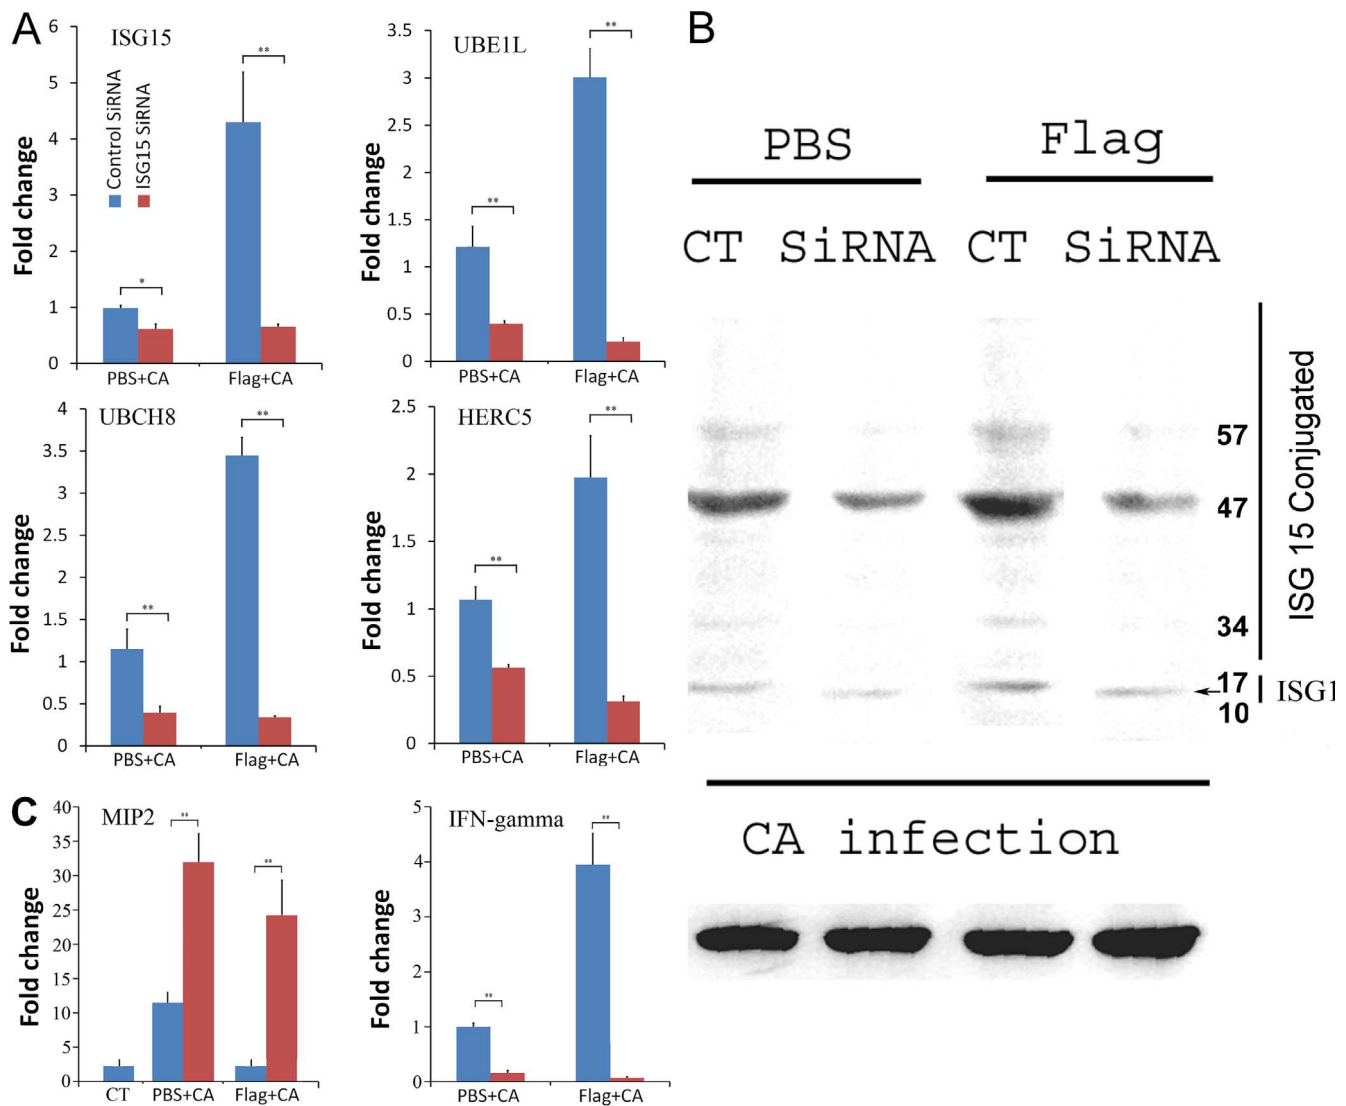 A
ISG15
Control SiRNA
ISG15 SiRNA
Fold change
6
5
4
3
2
1
0
*
**
PBS+CA
Flag+CA
UBE1L
Fold change
3.5
3
2.5
2
1.5
1
0.5
0
**
**
PBS+CA
Flag+CA
UBCH8
Fold change
4
3.5
3
2.5
2
1.5
1
0.5
0
**
**
PBS+CA
Flag+CA
HERC5
Fold change
2.5
2
1.5
1
0.5
0
**
**
PBS+CA
Flag+CA
B
PBS Flag
CT SiRNA CT SiRNA
57
47
34
17
10
ISG 15 Conjugated
ISG1
CA infection
C
MIP2
Fold change
40
35
30
25
20
15
10
5
0
**
**
CT PBS+CA Flag+CA
IFN-gamma
Fold change
5
4
3
2
1
0
**
**
PBS+CA
Flag+CA